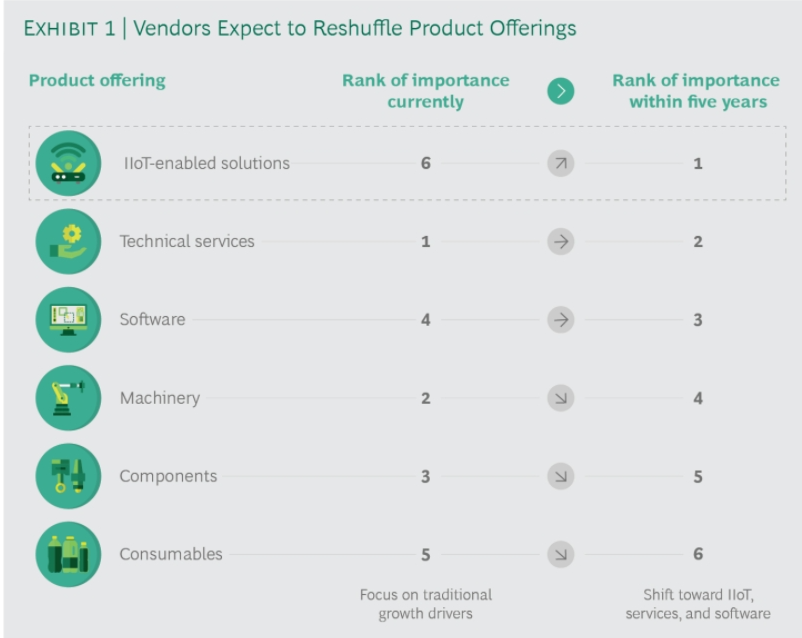 EXHIBIT 1 | Vendors Expect to Reshuffle Product Offerings
Product offering
Rank of importance
currently
Rank of importance
within five years
IIoT-enabled solutions 6 1
Technical services 1 2
Software 4 3
Machinery 2 4
Components 3 5
Consumables 5 6
Focus on traditional
growth drivers
Shift toward IIoT,
services, and software